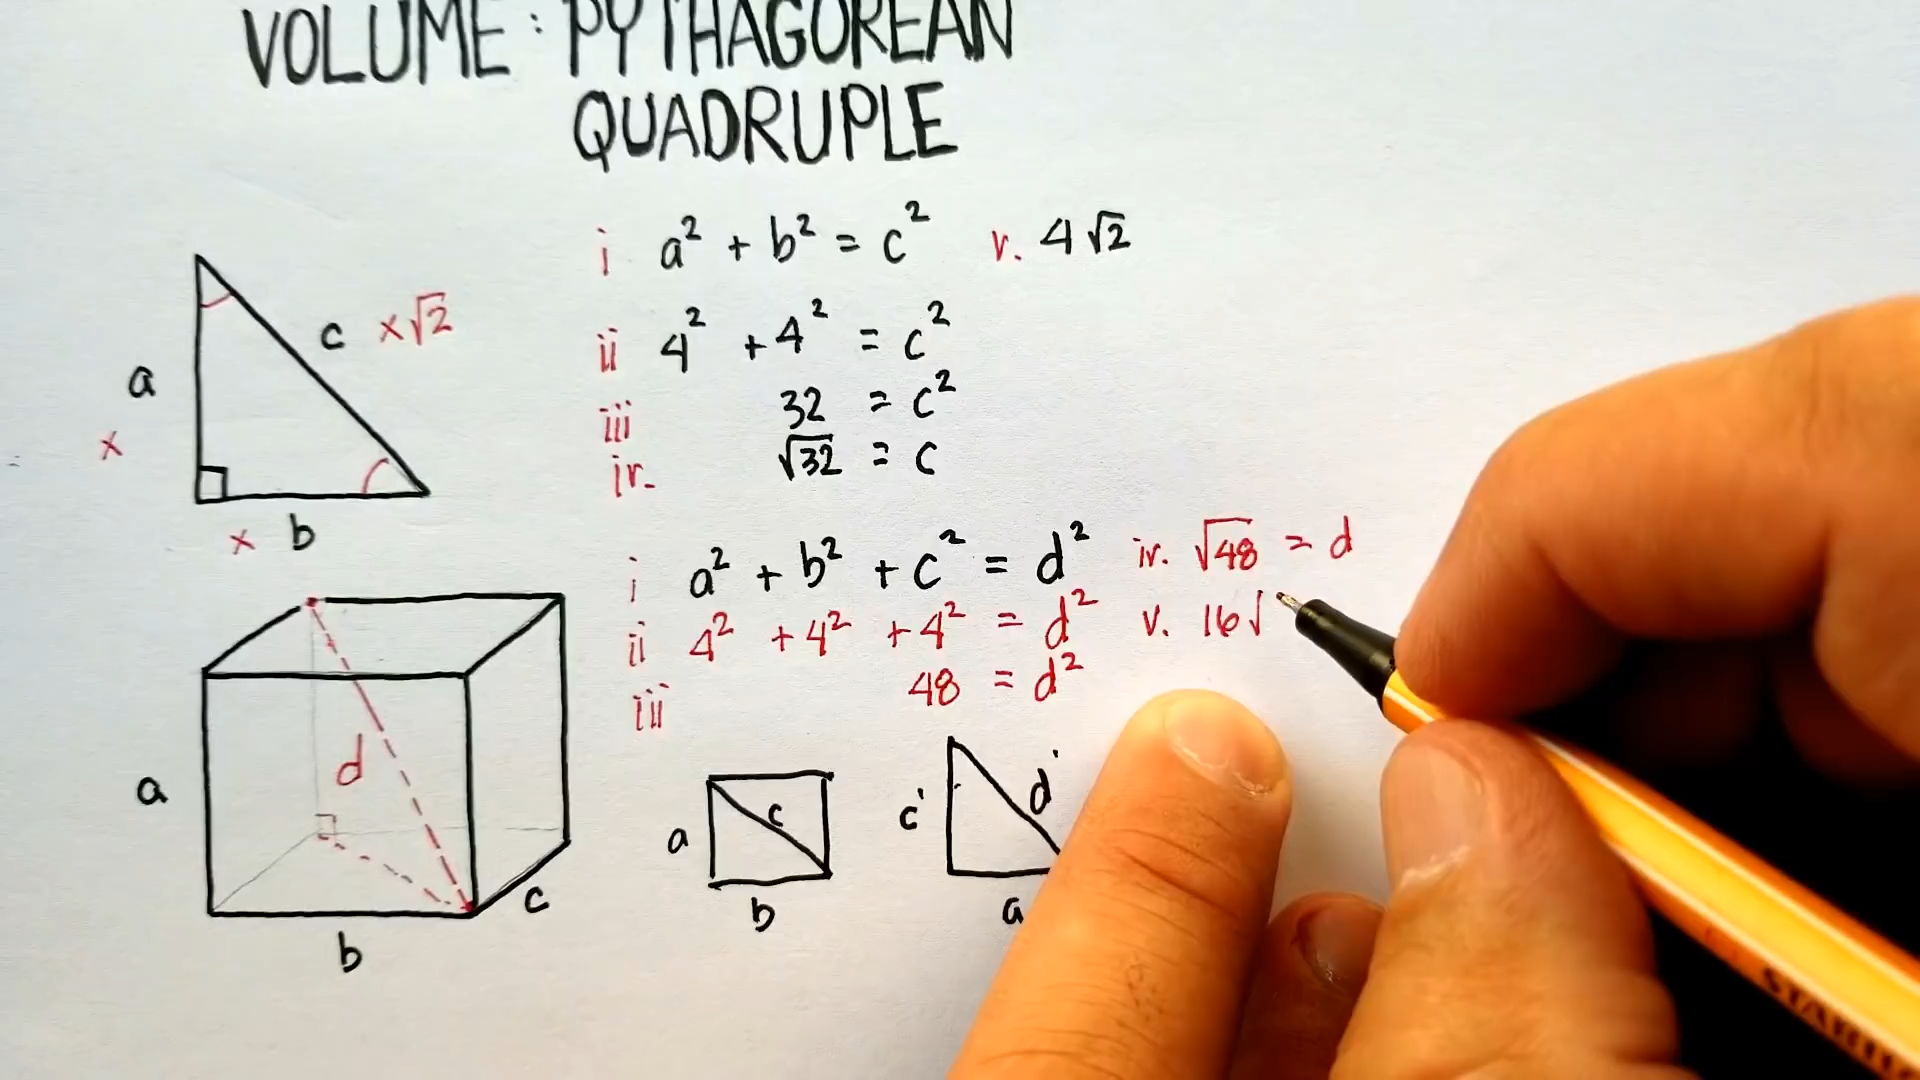 VOLUME: PYTHAGOREAN
QUADRUPLE
i a² + b² = c² v. 4√2
ii 4² + 4² = c²
iii 32 = c²
iv. √32 = c
a
x
c x√2
x b
i a² + b² + c² = d² iv. √48 = d
ii 4² + 4² + 4² = d² v. 16√
iii 48 = d²
a
d
b
c
a
c
b
c'
d'
a